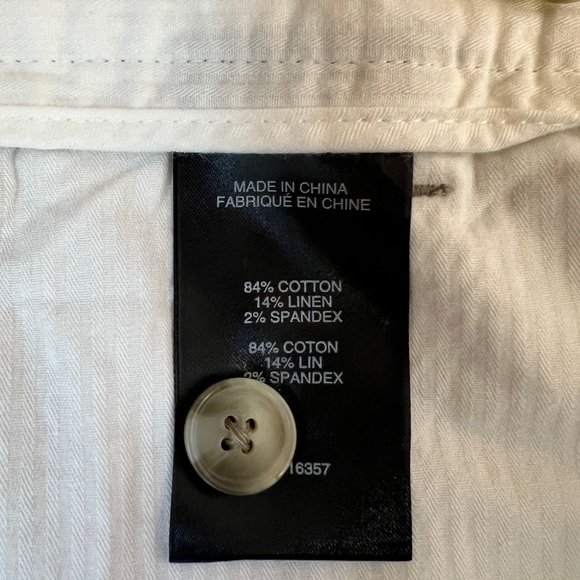 MADE IN CHINA
FABRIQUÉ EN CHINE
84% COTTON
14% LINEN
2% SPANDEX
84% COTON
14% LIN
SPANDEX
16357